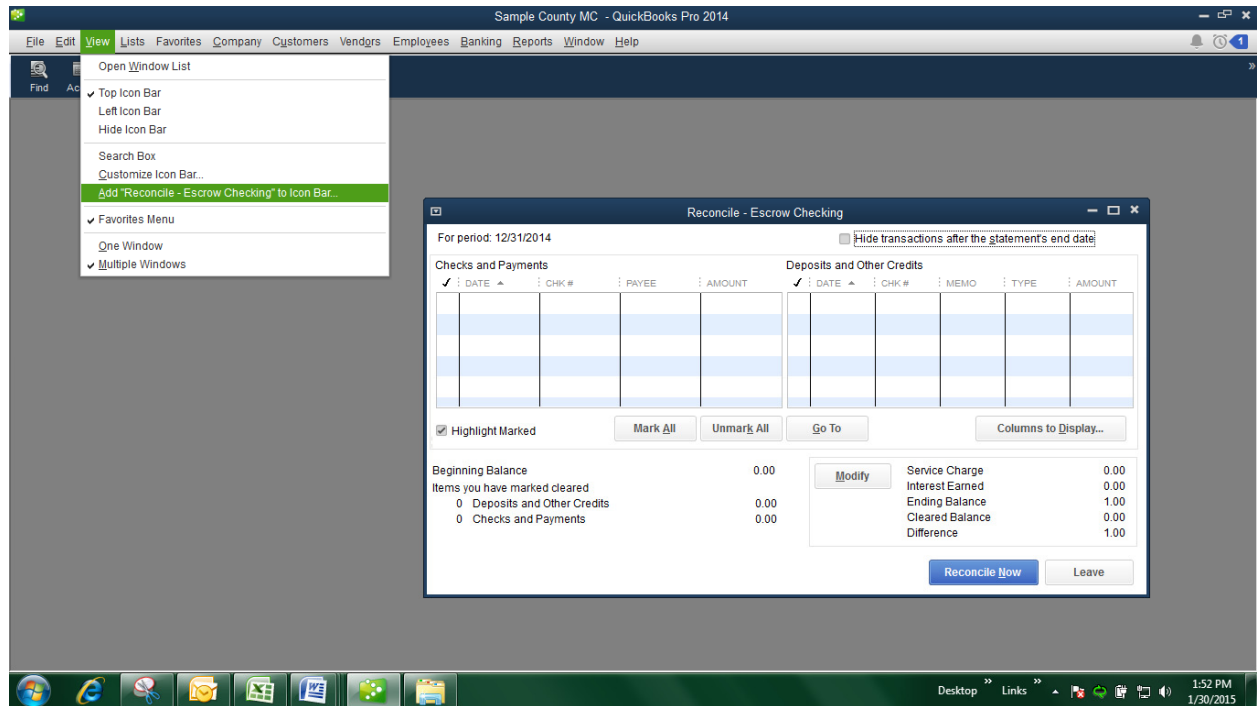 Sample County MC - QuickBooks Pro 2014
File Edit View Lists Favorites Company Customers Vendors Employees Banking Reports Window Help
1
Find Ac
»
Open Window List
Top Icon Bar
Left Icon Bar
Hide Icon Bar
Search Box
Customize Icon Bar...
Add "Reconcile - Escrow Checking" to Icon Bar...
Favorites Menu
One Window
Multiple Windows
Reconcile - Escrow Checking
For period: 12/31/2014
Hide transactions after the statement's end date
Checks and Payments
Deposits and Other Credits
✓ DATE CHK # PAYEE AMOUNT
✓ DATE CHK # MEMO TYPE AMOUNT
Highlight Marked Mark All Unmark All Go To Columns to Display...
Beginning Balance 0.00
Items you have marked cleared
0 Deposits and Other Credits 0.00
0 Checks and Payments 0.00
Modify
Service Charge 0.00
Interest Earned 0.00
Ending Balance 1.00
Cleared Balance 0.00
Difference 1.00
Reconcile Now Leave
Desktop » Links »
1:52 PM
1/30/2015